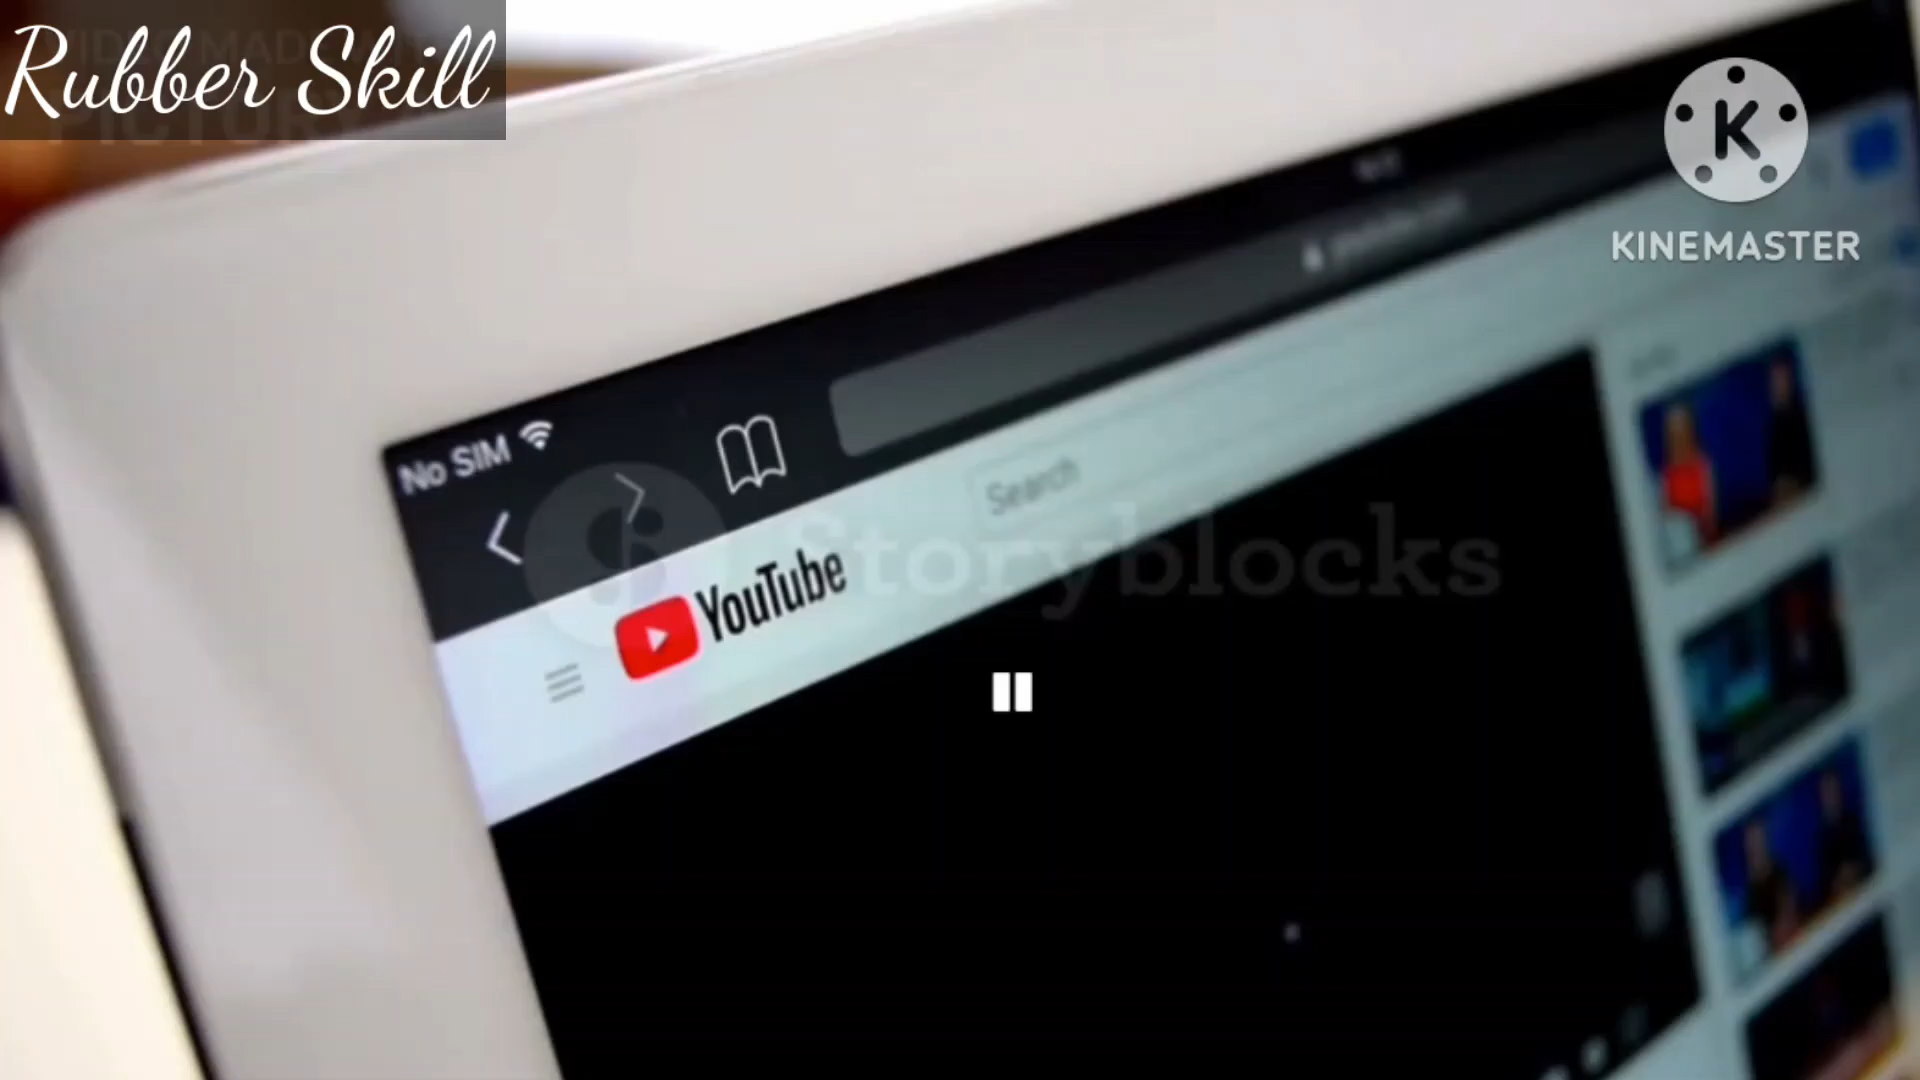 Rubber Skill
KINEMASTER
No SIM
Search
YouTube
Storyblocks